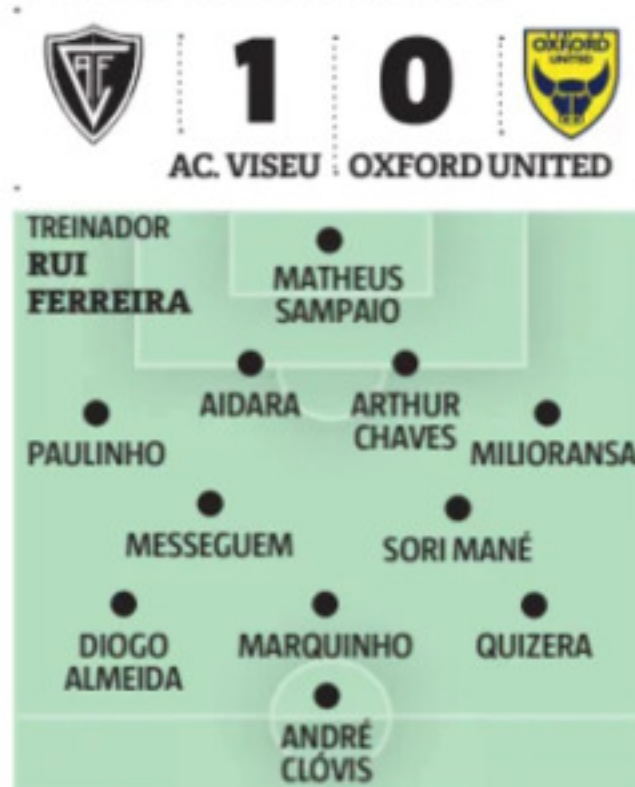 1 0
OXFORD
UNITED
AC. VISEU OXFORD UNITED
TREINADOR
RUI
FERREIRA
MATHEUS
SAMPAIO
AIDARA
ARTHUR
CHAVES
PAULINHO
MILIORANSA
MESSEGUEM
SORI MANÉ
DIOGO
ALMEIDA
MARQUINHO
QUIZERA
ANDRÉ
CLÓVIS